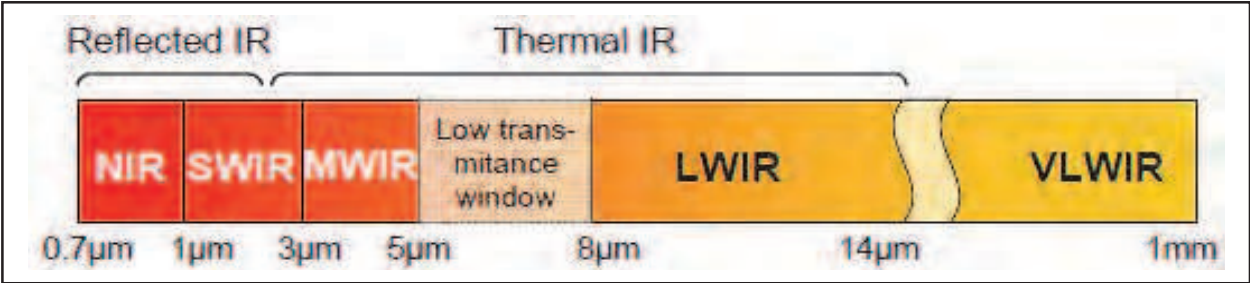 Reflected IR Thermal IR
NIR SWIR MWIR Low trans-
mitance
window LWIR VLWIR
0.7µm 1µm 3µm 5µm 8µm 14µm 1mm